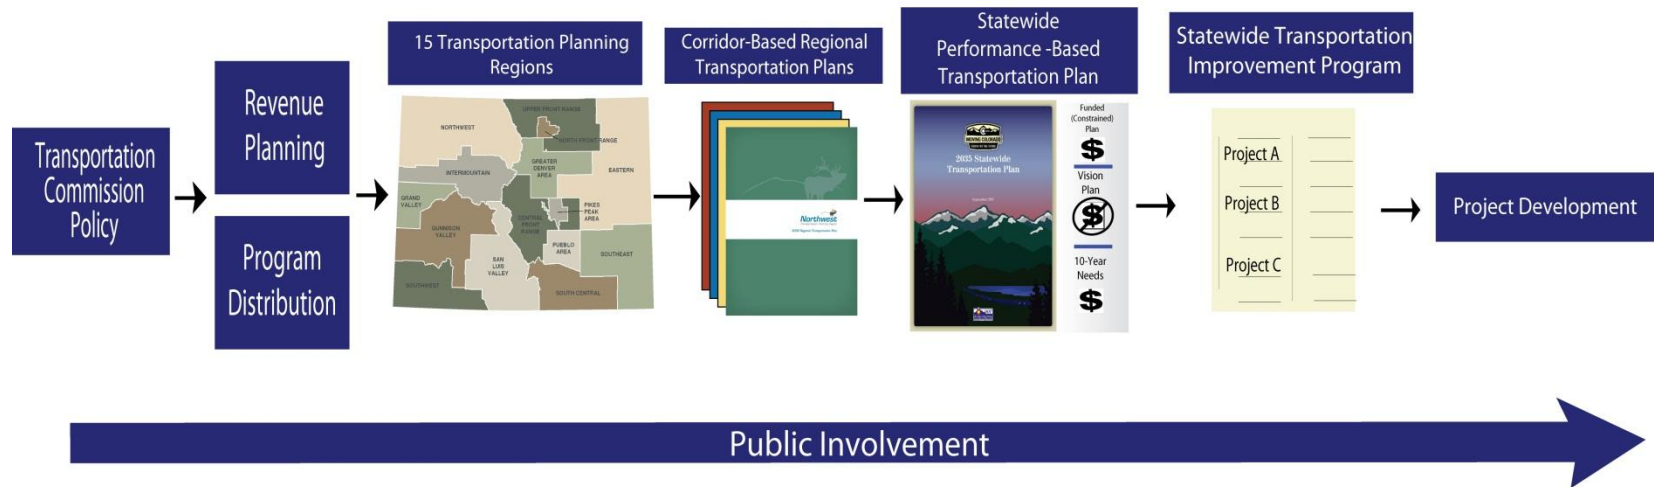 Transportation
Commission
Policy
Revenue
Planning
Program
Distribution
15 Transportation Planning
Regions
NORTHWEST
UPPER FRONT RANGE
NORTH FRONT RANGE
GREATER
DENVER
AREA
EASTERN
INTERMOUNTAIN
GRAND
VALLEY
CENTRAL
FRONT
RANGE
PIKES
PEAK
AREA
GUNNISON
VALLEY
PUEBLO
AREA
SOUTHEAST
SAN
LUIS
VALLEY
SOUTHWEST
SOUTH CENTRAL
Corridor-Based Regional
Transportation Plans
Northwest
Statewide
Performance -Based
Transportation Plan
MOVING COLORADO
2035 Statewide
Transportation Plan
Funded
(Constrained)
Plan
$
Vision
Plan
$
10-Year
Needs
$
Statewide Transportation
Improvement Program
Project A
Project B
Project C
Project Development
Public Involvement